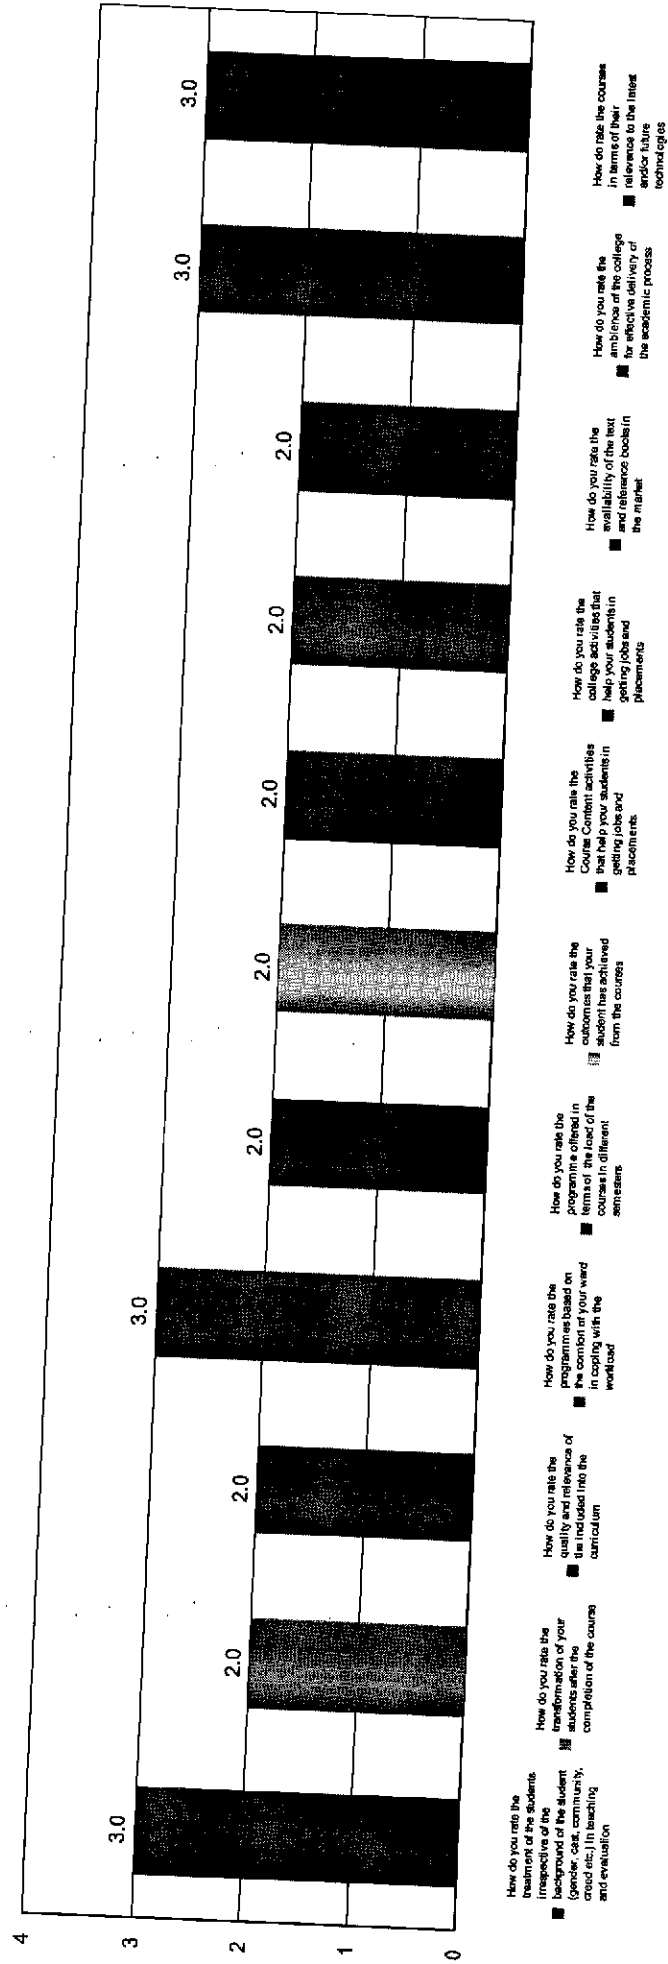 4
3
2
1
0
3.0
2.0
2.0
3.0
2.0
2.0
2.0
2.0
2.0
3.0
3.0
How do you rate the
treatment of the students
irrespective of the
background of the student
(gender, cast, community,
creed etc.) in teaching
and evaluation
How do you rate the
transformation of your
students after the
completion of the course
How do you rate the
quality and relevance of
the included into the
curriculum
How do you rate the
programmes based on
the comfort of your ward
in coping with the
workload
How do you rate the
programme offered in
terms of the load of the
courses in different
semesters
How do you rate the
outcomes that your
student has achieved
from the courses
How do you rate the
Course Content activities
that help your students in
getting jobs and
placements
How do you rate the
college activities that
help your students in
getting jobs and
placements
How do you rate the
availability of the text
and reference books in
the market
How do you rate the
ambience of the college
for effective delivery of
the academic process
How do rate the courses
in terms of their
relevance to the latest
and/or future
technologies